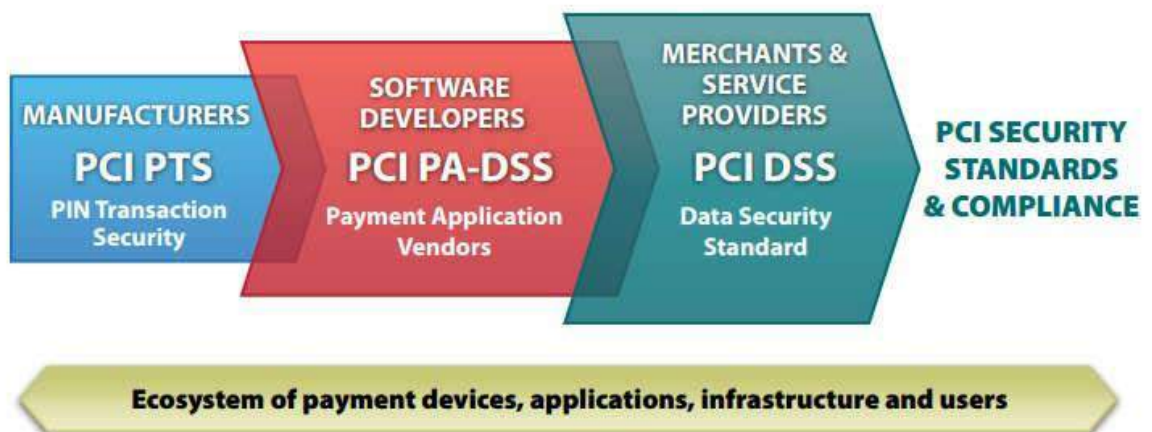 MANUFACTURERS
PCI PTS
PIN Transaction
Security
SOFTWARE
DEVELOPERS
PCI PA-DSS
Payment Application
Vendors
MERCHANTS &
SERVICE
PROVIDERS
PCI DSS
Data Security
Standard
PCI SECURITY
STANDARDS
& COMPLIANCE
Ecosystem of payment devices, applications, infrastructure and users